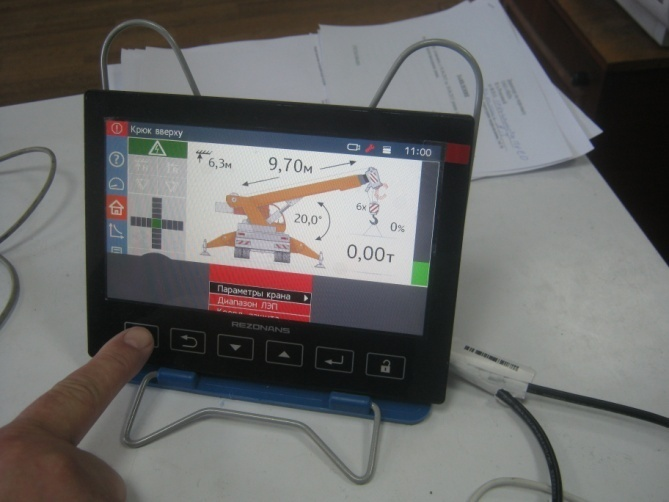 Крюк вверху
11:00
6,3м
9,70м
20,0°
6x
0%
0,00т
Параметры крана
Диапазон ЛЭП
REZONANS